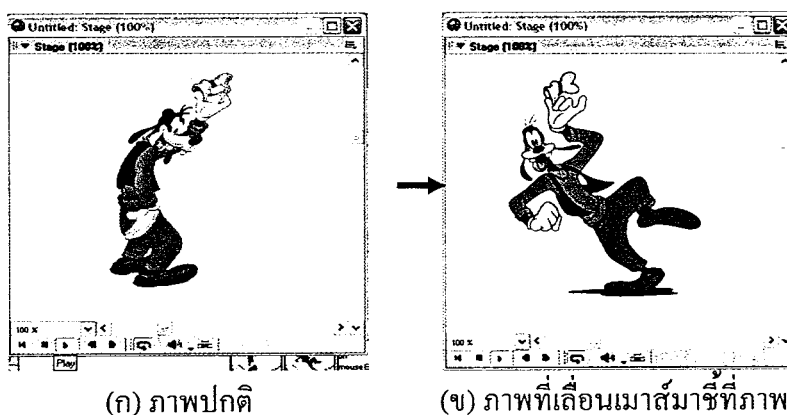 Untitled: Stage (100%)
Stage (100%)
100 %
Play
(ก) ภาพปกติ
Untitled: Stage (100%)
Stage (100%)
100 %
mouseE
(ข) ภาพที่เลื่อนเมาส์มาชี้ที่ภาพ